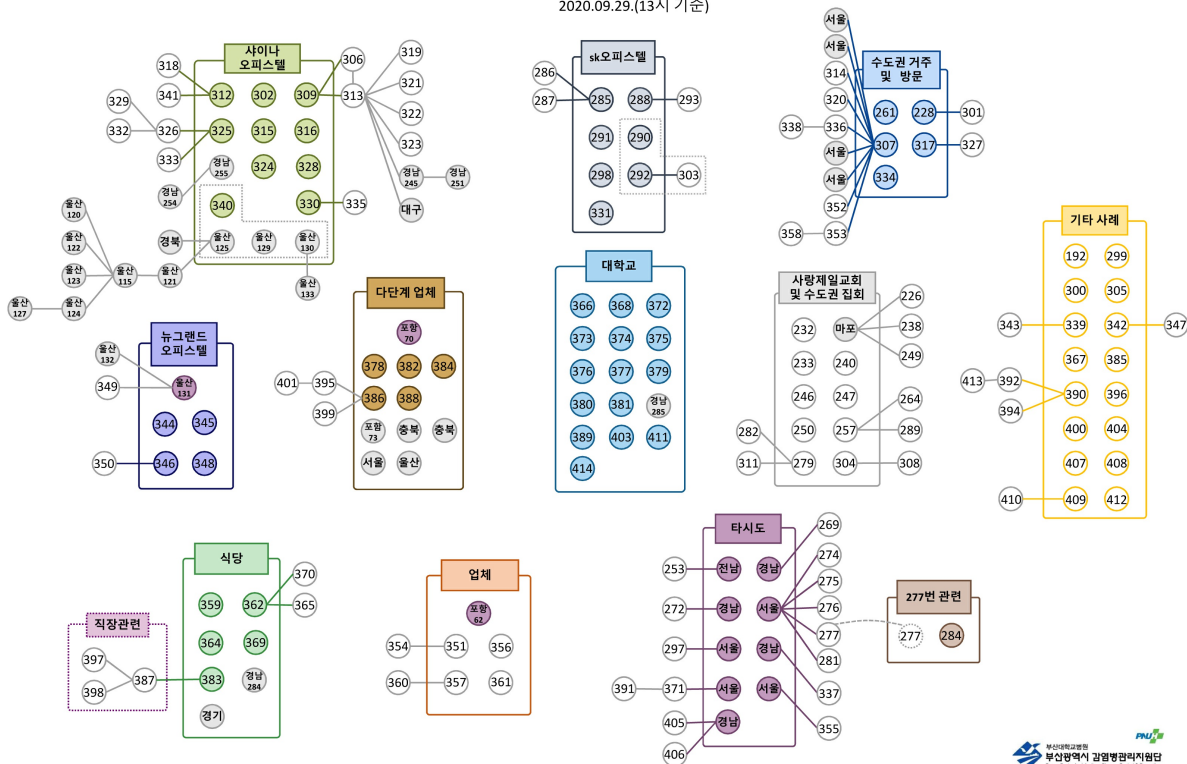 2020.09.29.(13시 기준)
샤이나
오피스텔
318
341
312
302
309
306
313
319
321
322
323
경남
245
경남
251
대구
329
332
326
333
325
315
316
경남
255
경남
254
324
328
340
330
335
경북
울산
125
울산
129
울산
130
울산
133
울산
120
울산
122
울산
123
울산
115
울산
121
울산
127
울산
124
sk오피스텔
286
287
285
288
293
291
290
298
292
303
331
수도권 거주
및 방문
서울
서울
314
320
338
336
서울
서울
352
358
353
261
228
301
307
317
327
334
뉴그랜드
오피스텔
울산
132
349
울산
131
344
345
350
346
348
다단계 업체
포항
70
378
382
384
401
395
399
386
388
포항
73
충북
충북
서울
울산
대학교
366
368
372
373
374
375
376
377
379
380
381
경남
285
389
403
411
414
사랑제일교회
및 수도권 집회
232
마포
226
238
249
233
240
246
247
264
250
257
289
282
311
279
304
308
기타 사례
192
299
300
305
343
339
342
347
367
385
413
392
394
390
396
400
404
407
408
410
409
412
식당
359
362
370
365
364
369
383
경남
284
경기
직장관련
397
398
387
업체
포항
62
354
351
356
360
357
361
타시도
253
전남
경남
269
272
경남
서울
274
275
276
277
281
297
서울
경남
337
391
371
서울
서울
355
405
경남
406
277번 관련
277
284
부산대학교병원
PNUH
부산광역시 감염병관리지원단